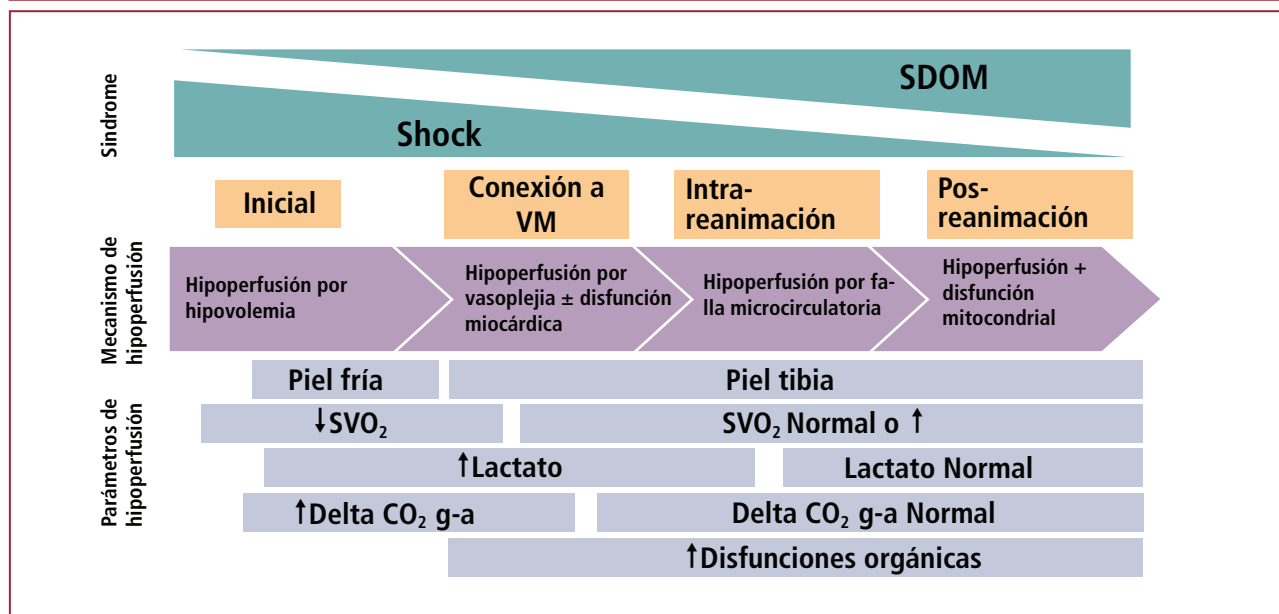 Sindrome
SDOM
Shock
Inicial
Conexión a
VM
Intra-
reanimación
Pos-
reanimación
Mecanismo de
hipoperfusión
Hipoperfusión por
hipovolemia
Hipoperfusión por
vasoplejia ± disfunción
miocárdica
Hipoperfusión por fa-
lla microcirculatoria
Hipoperfusión +
disfunción
mitocondrial
Parámetros de
hipoperfusión
Piel fría
Piel tibia
↓SVO₂
SVO₂ Normal o ↑
↑Lactato
Lactato Normal
↑Delta CO₂ g-a
Delta CO₂ g-a Normal
↑Disfunciones orgánicas